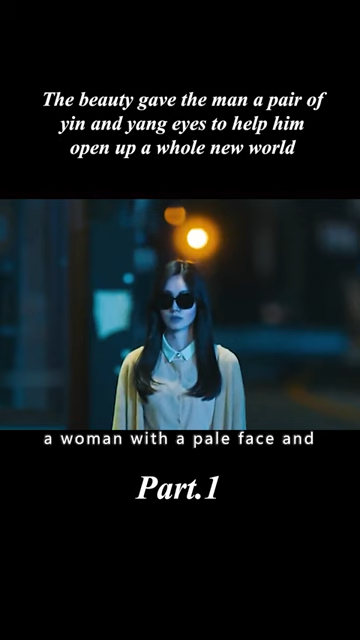 The beauty gave the man a pair of
yin and yang eyes to help him
open up a whole new world
a woman with a pale face and
Part.1